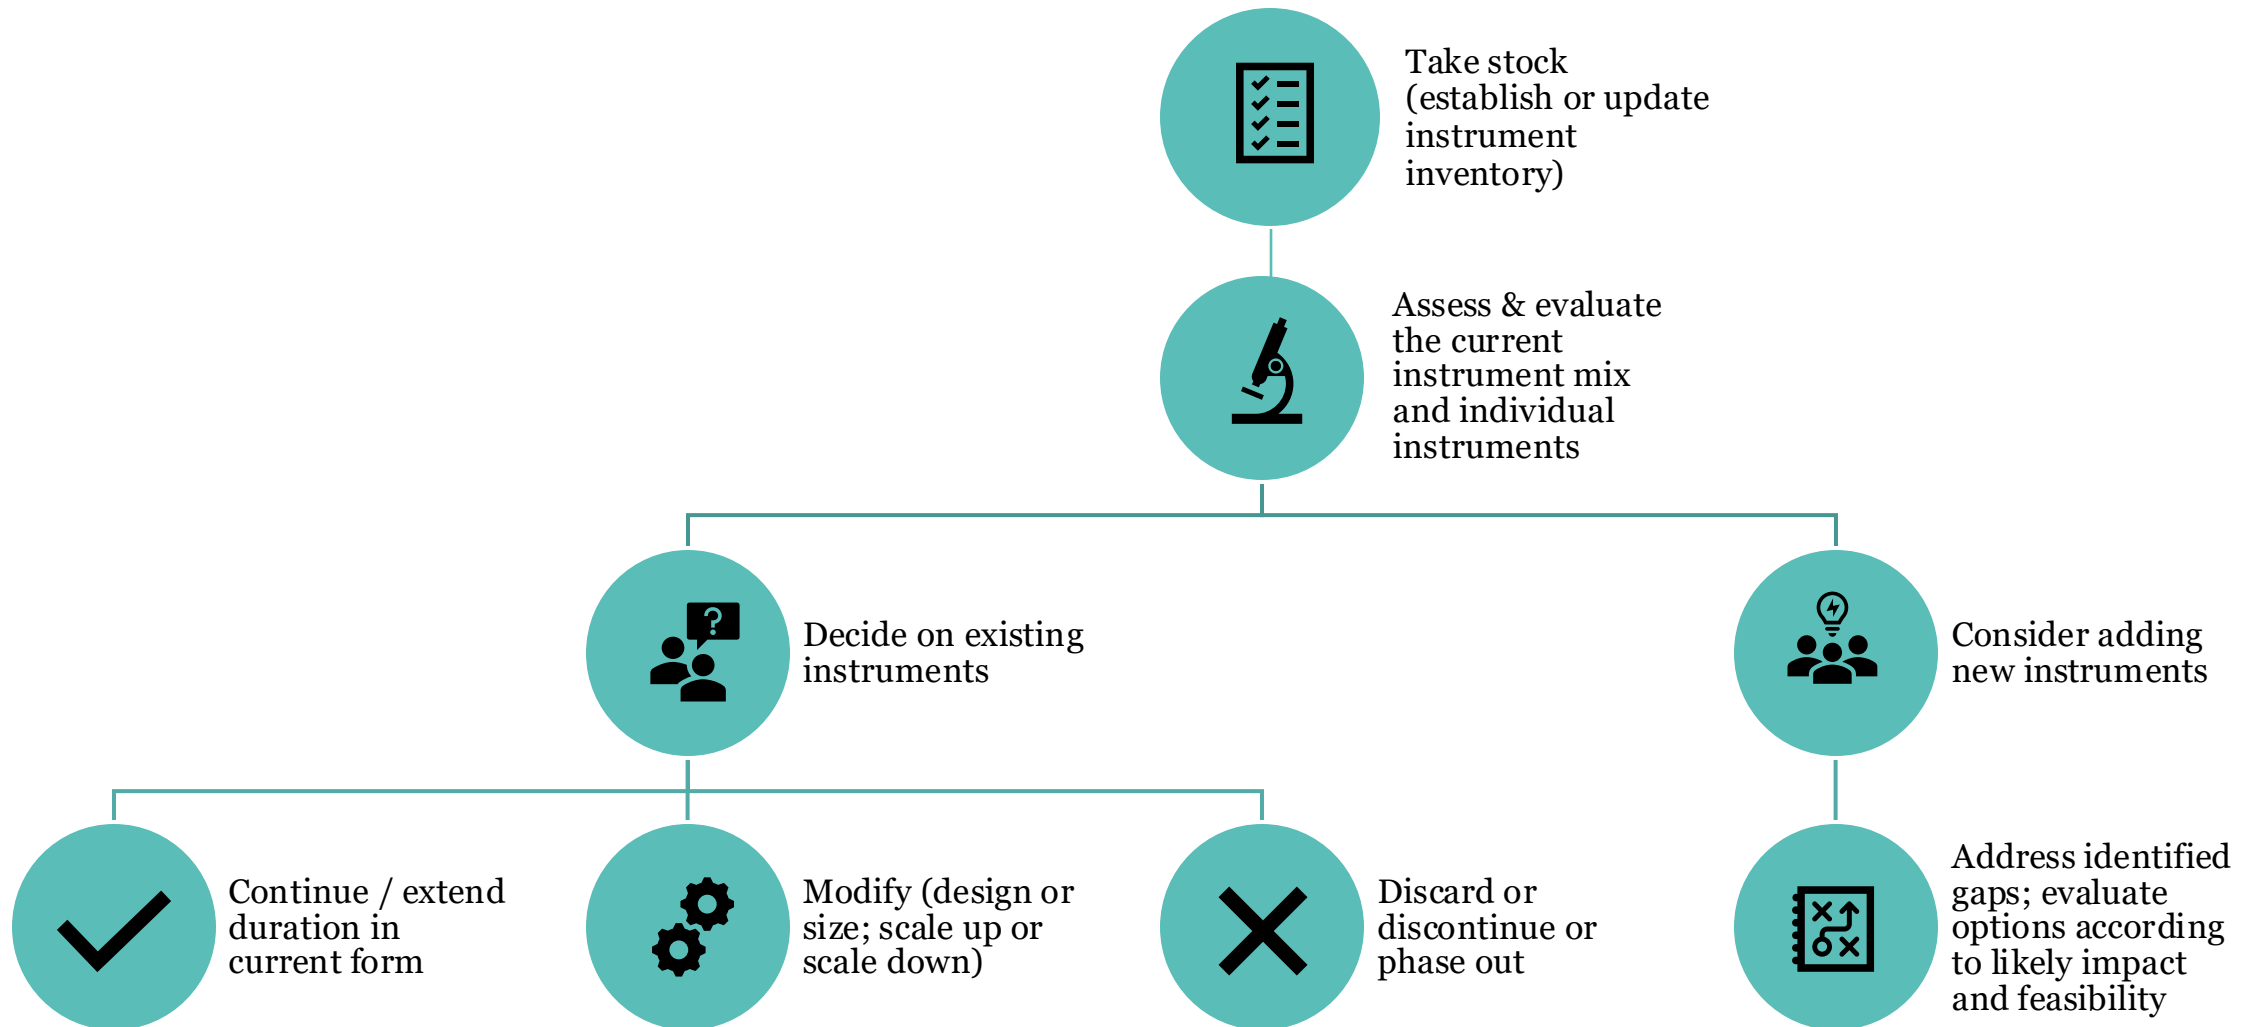 Take stock
(establish or update
instrument
inventory)
Assess & evaluate
the current
instrument mix
and individual
instruments
?
Decide on existing
instruments
Consider adding
new instruments
Continue / extend
duration in
current form
Modify (design or
size; scale up or
scale down)
Discard or
discontinue or
phase out
Address identified
gaps; evaluate
options according
to likely impact
and feasibility